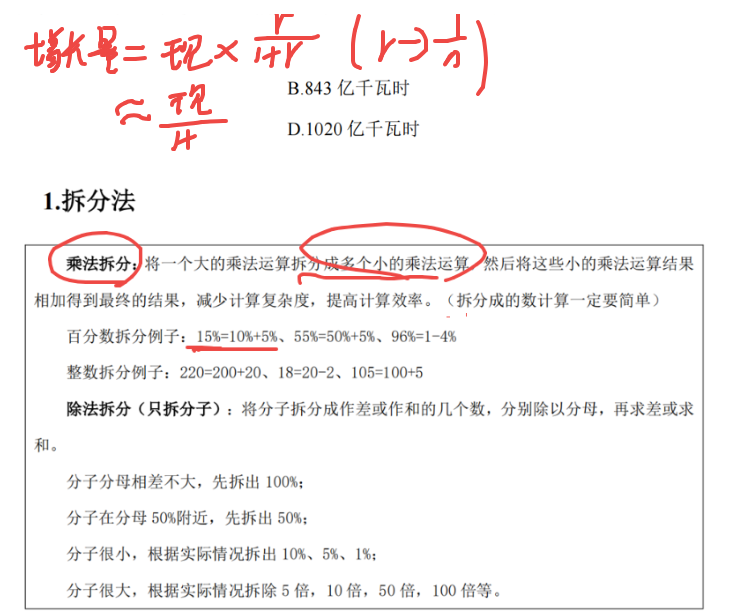 增长量=现×r/1+r (r→1/n)
≈现/
B.843 亿千瓦时
D.1020 亿千瓦时
1.拆分法
乘法拆分：将一个大的乘法运算拆分成多个小的乘法运算，然后将这些小的乘法运算结果
相加得到最终的结果，减少计算复杂度，提高计算效率。（拆分成的数计算一定要简单）
百分数拆分例子：15%=10%+5%、55%=50%+5%、96%=1-4%
整数拆分例子：220=200+20、18=20-2、105=100+5
除法拆分（只拆分子）：将分子拆分成作差或作和的几个数，分别除以分母，再求差或求
和。
分子分母相差不大，先拆出 100%；
分子在分母 50%附近，先拆出 50%；
分子很小，根据实际情况拆出 10%、5%、1%；
分子很大，根据实际情况拆除 5 倍，10 倍，50 倍，100 倍等。